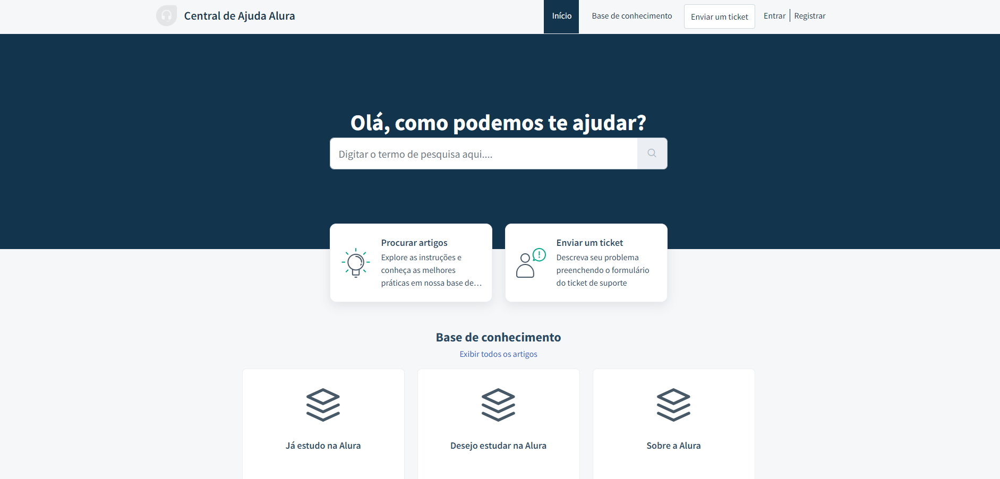 Central de Ajuda Alura
Início
Base de conhecimento
Enviar um ticket
Entrar
Registrar
Olá, como podemos te ajudar?
Digitar o termo de pesquisa aqui....
Procurar artigos
Explore as instruções e
conheça as melhores
práticas em nossa base de…
Enviar um ticket
Descreva seu problema
preenchendo o formulário
do ticket de suporte
Base de conhecimento
Exibir todos os artigos
Já estudo na Alura
Desejo estudar na Alura
Sobre a Alura